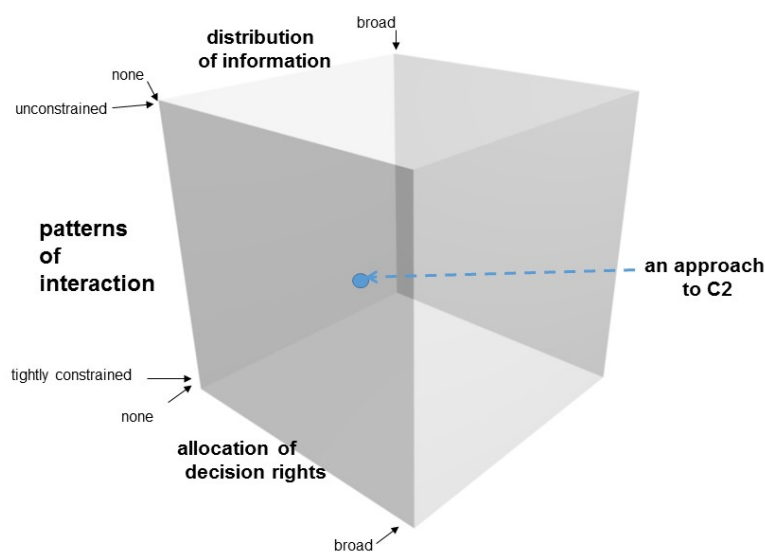 broad
distribution
of information
none
unconstrained
patterns
of
interaction
an approach
to C2
tightly constrained
none
allocation of
decision rights
broad